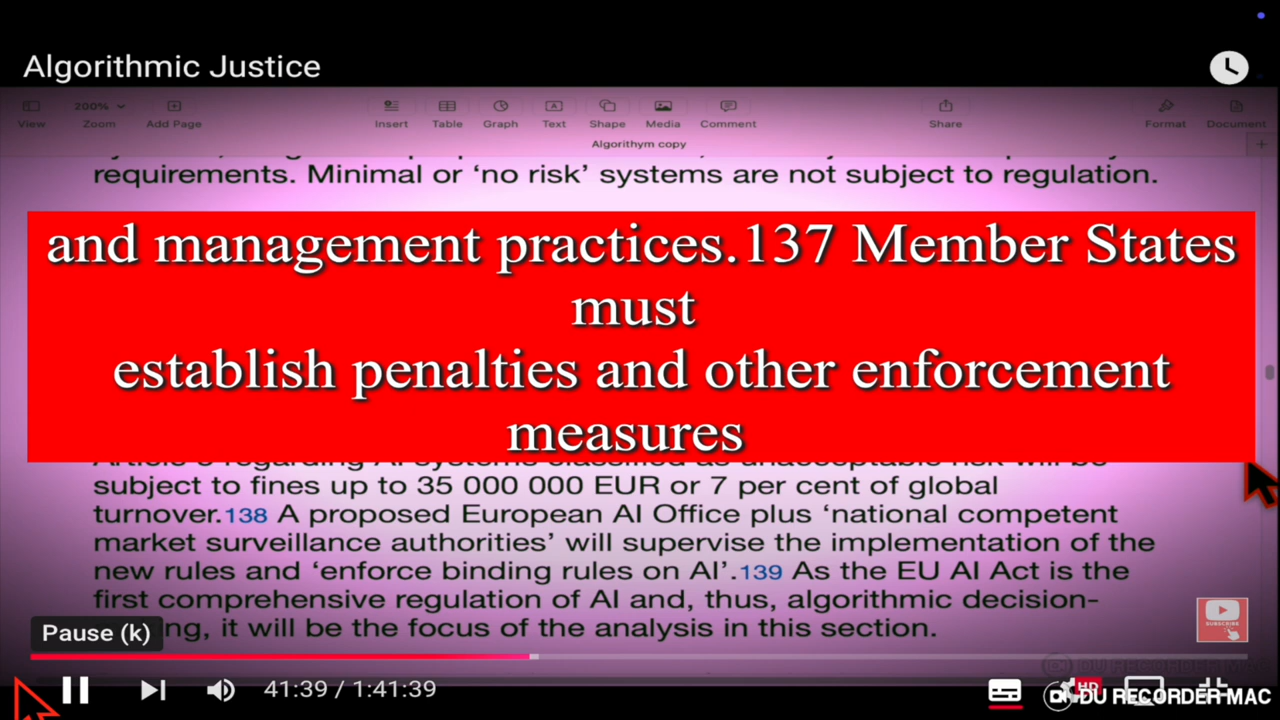 Algorithmic Justice
200%
View
Zoom
Add Page
Insert
Table
Graph
Text
Shape
Media
Comment
Share
Format
Document
Algorithym copy
requirements. Minimal or ‘no risk’ systems are not subject to regulation.
and management practices.137 Member States
must
establish penalties and other enforcement
measures
subject to fines up to 35 000 000 EUR or 7 per cent of global
turnover.138 A proposed European AI Office plus ‘national competent
market surveillance authorities’ will supervise the implementation of the
new rules and ‘enforce binding rules on AI’.139 As the EU AI Act is the
first comprehensive regulation of AI and, thus, algorithmic decision-
it will be the focus of the analysis in this section.
SUBSCRIBE
Pause (k)
DU RECORDER MAC
41:39 / 1:41:39
HD
DU RECORDER MAC